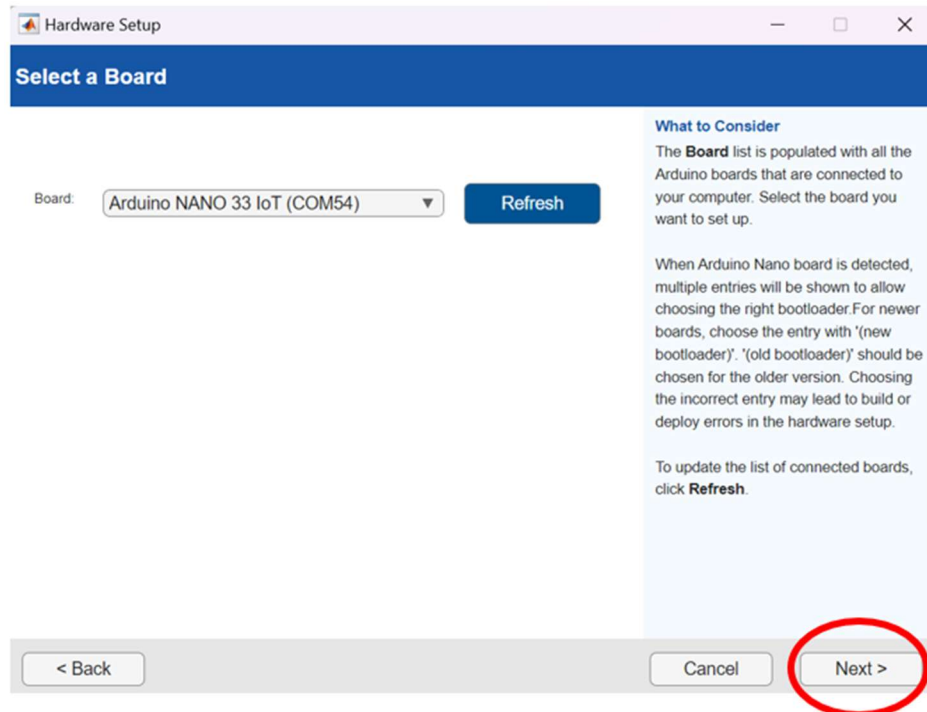 Hardware Setup
Select a Board
Board:
Arduino NANO 33 IoT (COM54)
Refresh
What to Consider
The Board list is populated with all the
Arduino boards that are connected to
your computer. Select the board you
want to set up.
When Arduino Nano board is detected,
multiple entries will be shown to allow
choosing the right bootloader.For newer
boards, choose the entry with '(new
bootloader)'. '(old bootloader)' should be
chosen for the older version. Choosing
the incorrect entry may lead to build or
deploy errors in the hardware setup.
To update the list of connected boards,
click Refresh.
< Back
Cancel
Next >